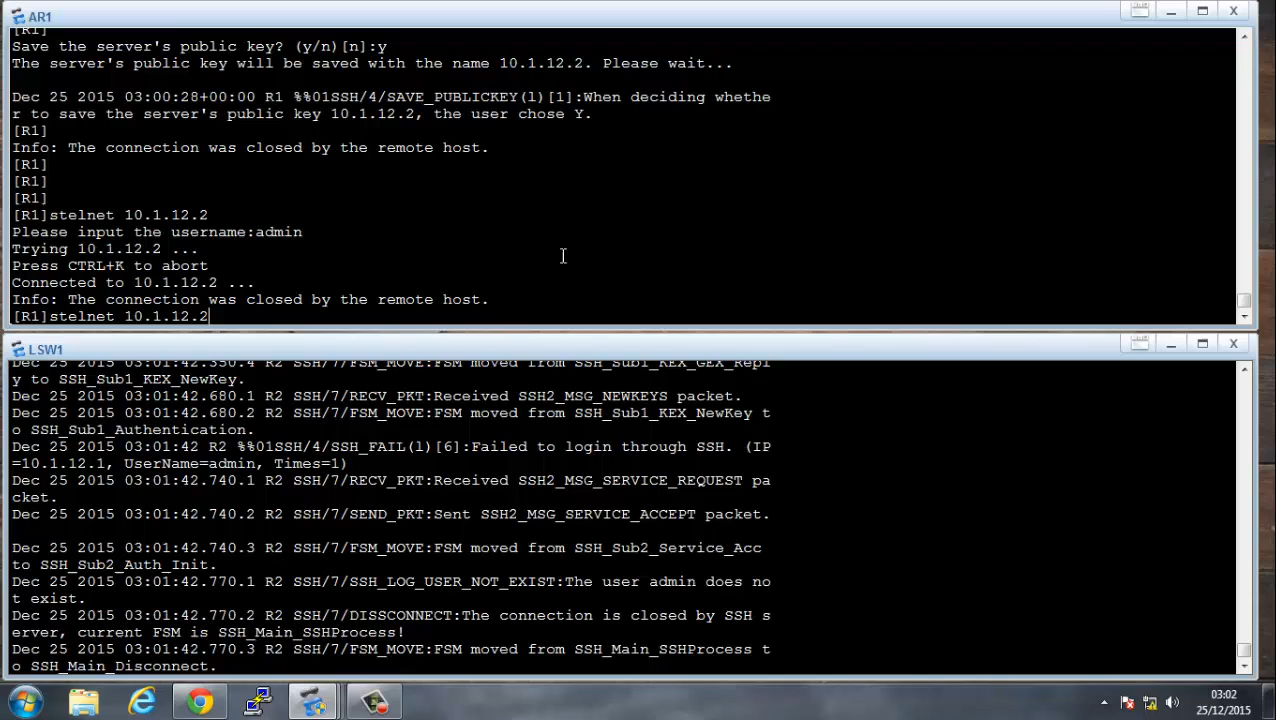 AR1
[R1]
Save the server's public key? (y/n)[n]:y
The server's public key will be saved with the name 10.1.12.2. Please wait...
Dec 25 2015 03:00:28+00:00 R1 %%01SSH/4/SAVE_PUBLICKEY(l)[1]:When deciding whethe
r to save the server's public key 10.1.12.2, the user chose Y.
[R1]
Info: The connection was closed by the remote host.
[R1]
[R1]
[R1]
[R1]stelnet 10.1.12.2
Please input the username:admin
Trying 10.1.12.2 ...
Press CTRL+K to abort
Connected to 10.1.12.2 ...
Info: The connection was closed by the remote host.
[R1]stelnet 10.1.12.2
LSW1
Dec 25 2015 03:01:42.350.4 R2 SSH/7/FSM_MOVE:FSM moved from SSH_Sub1_KEX_GEX_Repl
y to SSH_Sub1_KEX_NewKey.
Dec 25 2015 03:01:42.680.1 R2 SSH/7/RECV_PKT:Received SSH2_MSG_NEWKEYS packet.
Dec 25 2015 03:01:42.680.2 R2 SSH/7/FSM_MOVE:FSM moved from SSH_Sub1_KEX_NewKey t
o SSH_Sub1_Authentication.
Dec 25 2015 03:01:42 R2 %%01SSH/4/SSH_FAIL(l)[6]:Failed to login through SSH. (IP
=10.1.12.1, UserName=admin, Times=1)
Dec 25 2015 03:01:42.740.1 R2 SSH/7/RECV_PKT:Received SSH2_MSG_SERVICE_REQUEST pa
cket.
Dec 25 2015 03:01:42.740.2 R2 SSH/7/SEND_PKT:Sent SSH2_MSG_SERVICE_ACCEPT packet.
Dec 25 2015 03:01:42.740.3 R2 SSH/7/FSM_MOVE:FSM moved from SSH_Sub2_Service_Acc
to SSH_Sub2_Auth_Init.
Dec 25 2015 03:01:42.770.1 R2 SSH/7/SSH_LOG_USER_NOT_EXIST:The user admin does no
t exist.
Dec 25 2015 03:01:42.770.2 R2 SSH/7/DISSCONNECT:The connection is closed by SSH s
erver, current FSM is SSH_Main_SSHProcess!
Dec 25 2015 03:01:42.770.3 R2 SSH/7/FSM_MOVE:FSM moved from SSH_Main_SSHProcess t
o SSH_Main_Disconnect.
03:02
25/12/2015